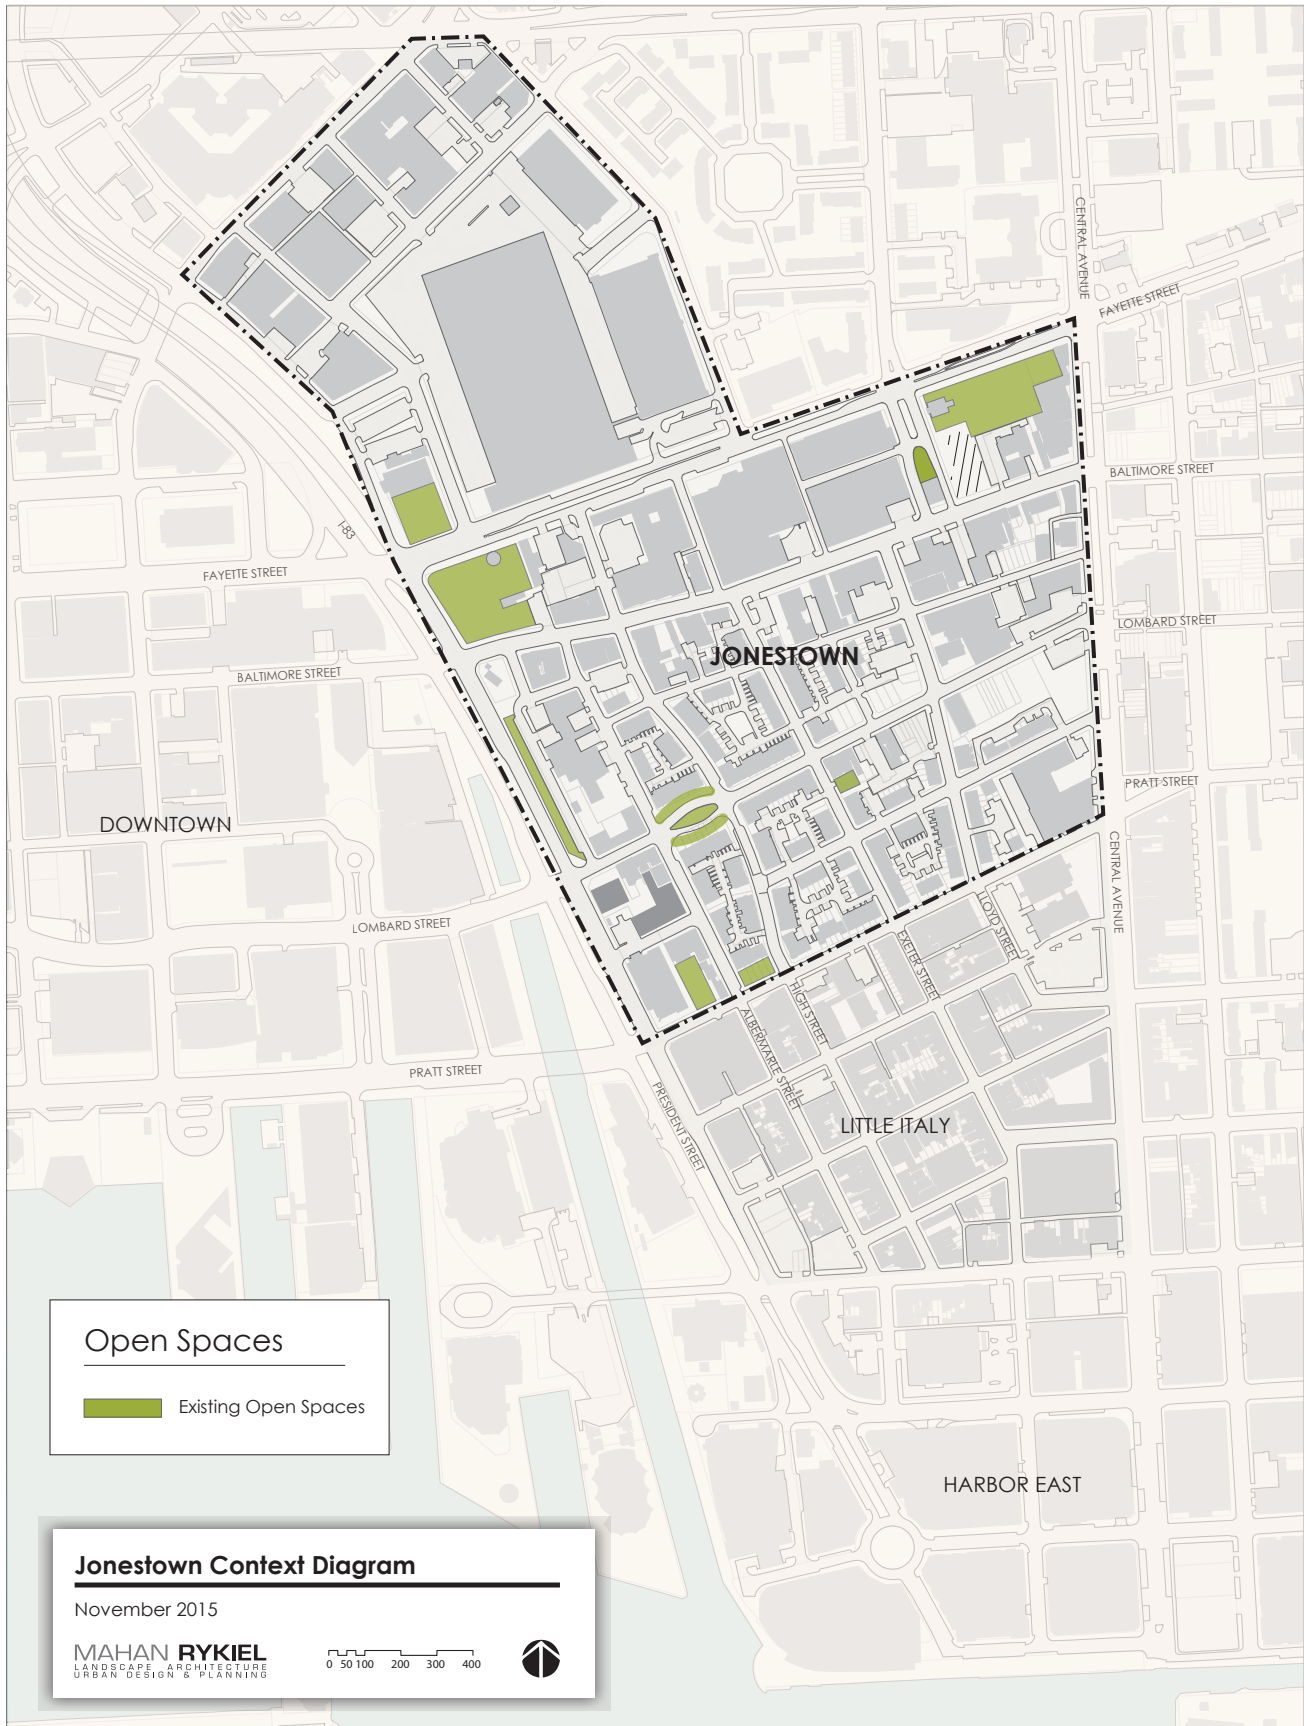 CENTRAL AVENUE
FAYETTE STREET
BALTIMORE STREET
I-83
FAYETTE STREET
LOMBARD STREET
JONESTOWN
BALTIMORE STREET
PRATT STREET
DOWNTOWN
CENTRAL AVENUE
LOMBARD STREET
LOYD STREET
EXETER STREET
HIGH STREET
ALBERMARLE STREET
PRATT STREET
PRESIDENT STREET
LITTLE ITALY
Open Spaces
Existing Open Spaces
HARBOR EAST
Jonestown Context Diagram
November 2015
MAHAN RYKIEL
LANDSCAPE ARCHITECTURE
URBAN DESIGN & PLANNING
0 50 100 200 300 400